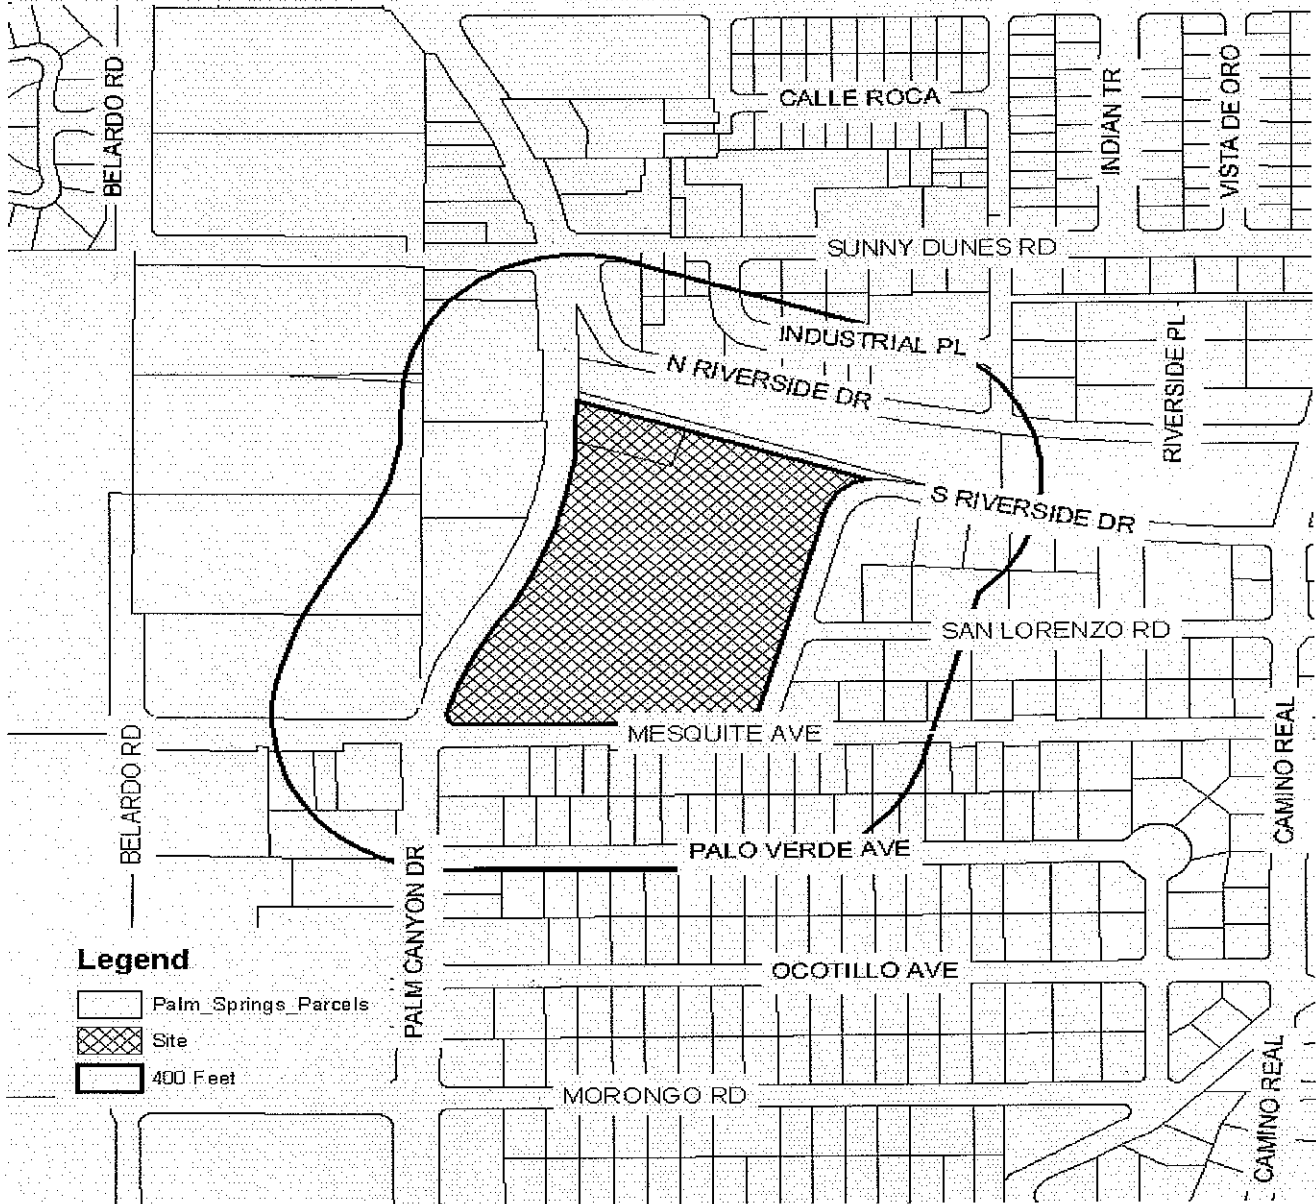 BELARDO RD
CALLE ROCA
INDIAN TR
VISTA DE ORO
SUNNY DUNES RD
INDUSTRIAL PL
N RIVERSIDE DR
RIVERSIDE PL
S RIVERSIDE DR
SAN LORENZO RD
MESQUITE AVE
BELARDO RD
CAMINO REAL
PALO VERDE AVE
PALM CANYON DR
OCOTILLO AVE
MORONGO RD
CAMINO REAL
Legend
Palm_Springs_Parcels
Site
400 Feet